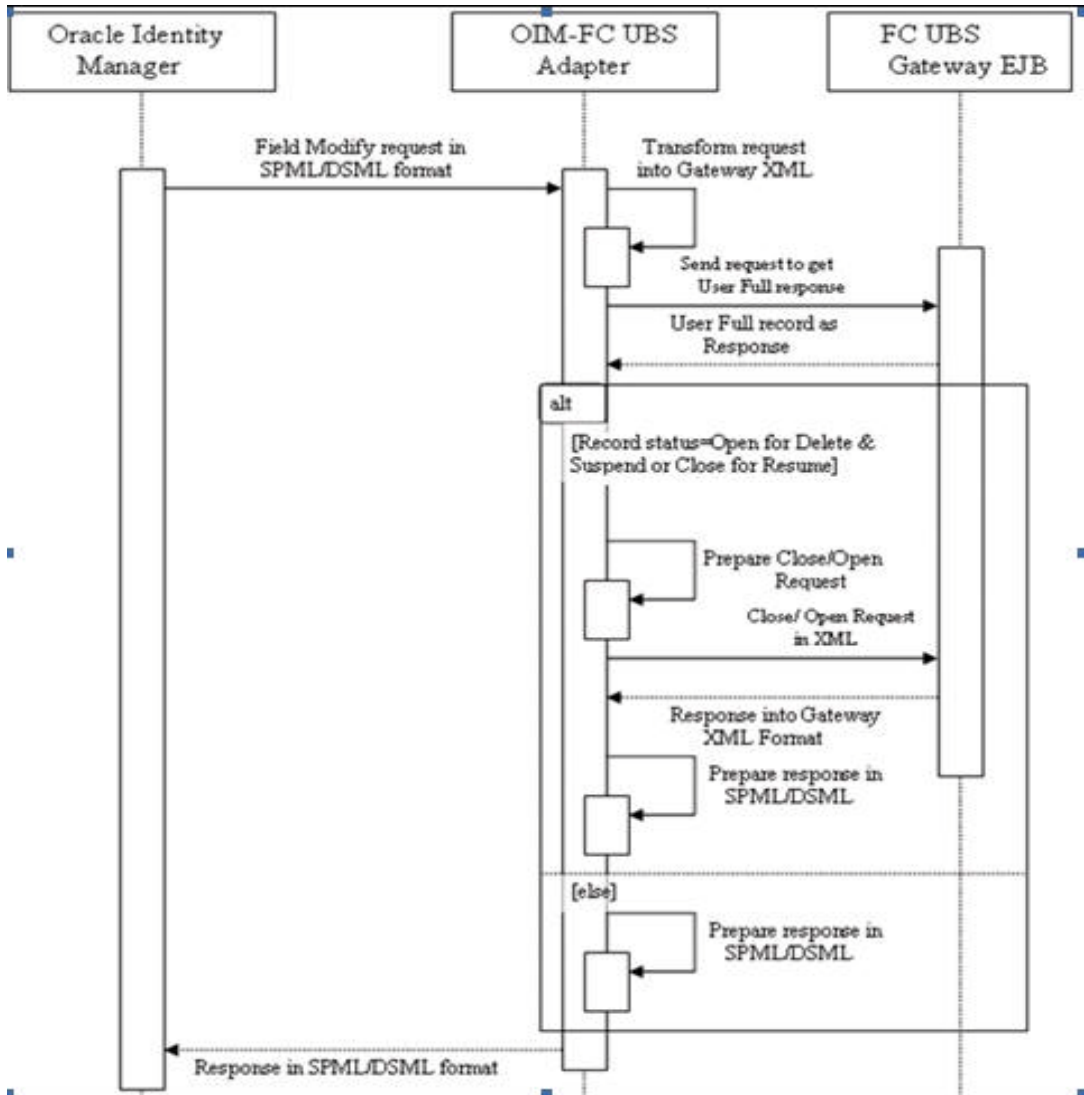 Oracle Identity
Manager
OIM-FC UBS
Adapter
FC UBS
Gateway EJB
Field Modify request in
SPML/DSML format
Transform request
into Gateway XML
Send request to get
User Full response
User Full record as
Response
alt
[Record status=Open for Delete &
Suspend or Close for Resume]
Prepare Close/Open
Request
Close/ Open Request
in XML
Response into Gateway
XML Format
Prepare response in
SPML/DSML
[else]
Prepare response in
SPML/DSML
Response in SPML/DSML format